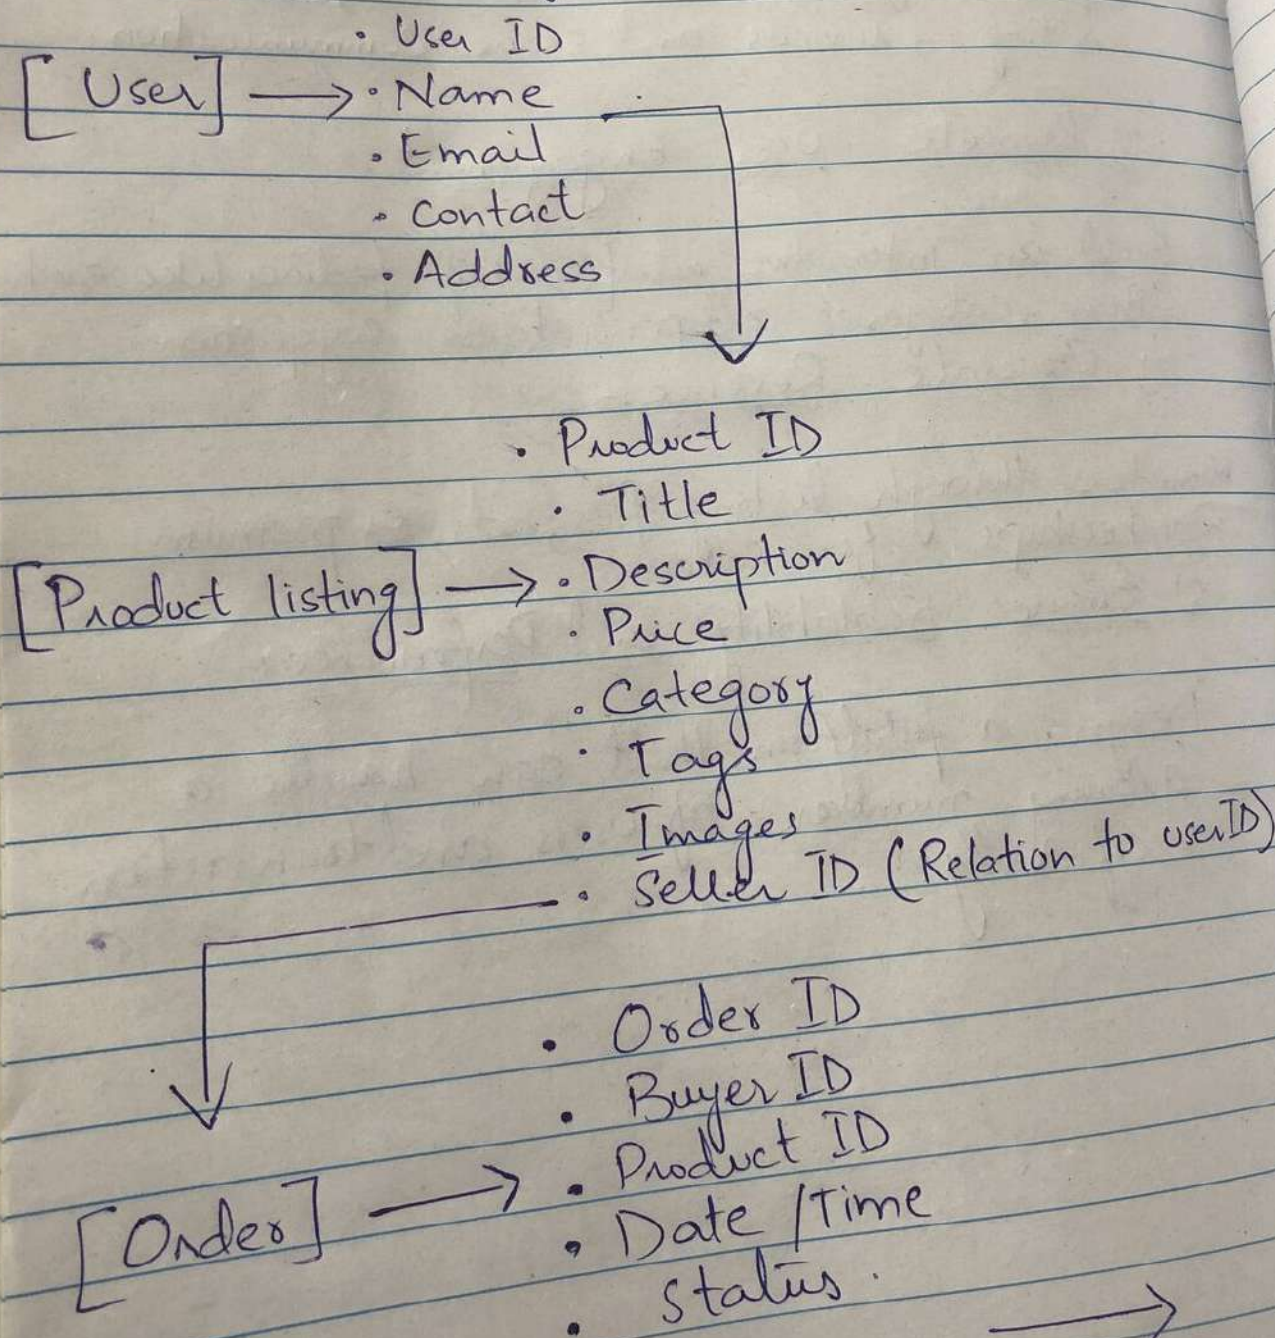 • User ID
[User] → • Name
• Email
• Contact
• Address
• Product ID
• Title
[Product listing] → • Description
• Price
• Category
• Tags
• Images
• Seller ID (Relation to userID)
• Order ID
• Buyer ID
• Product ID
[Order] → • Date/Time
• Status.